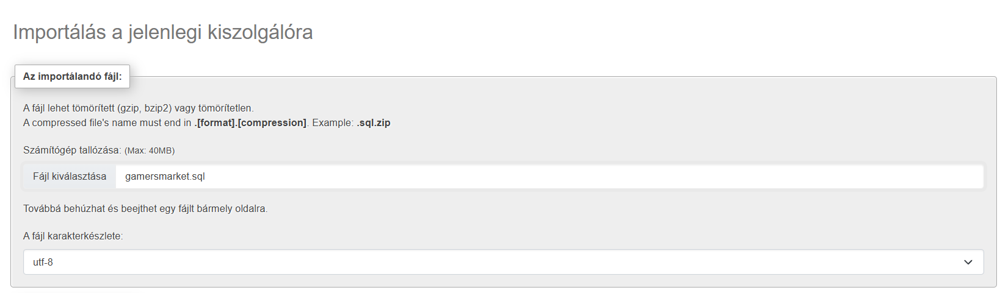 Importálás a jelenlegi kiszolgálóra
Az importálandó fájl:
A fájl lehet tömörített (gzip, bzip2) vagy tömörítetlen.
A compressed file's name must end in .[format].[compression]. Example: .sql.zip
Számítógép tallózása: (Max: 40MB)
Fájl kiválasztása gamersmarket.sql
Továbbá behúzhat és beejthet egy fájlt bármely oldalra.
A fájl karakterkészlete:
utf-8